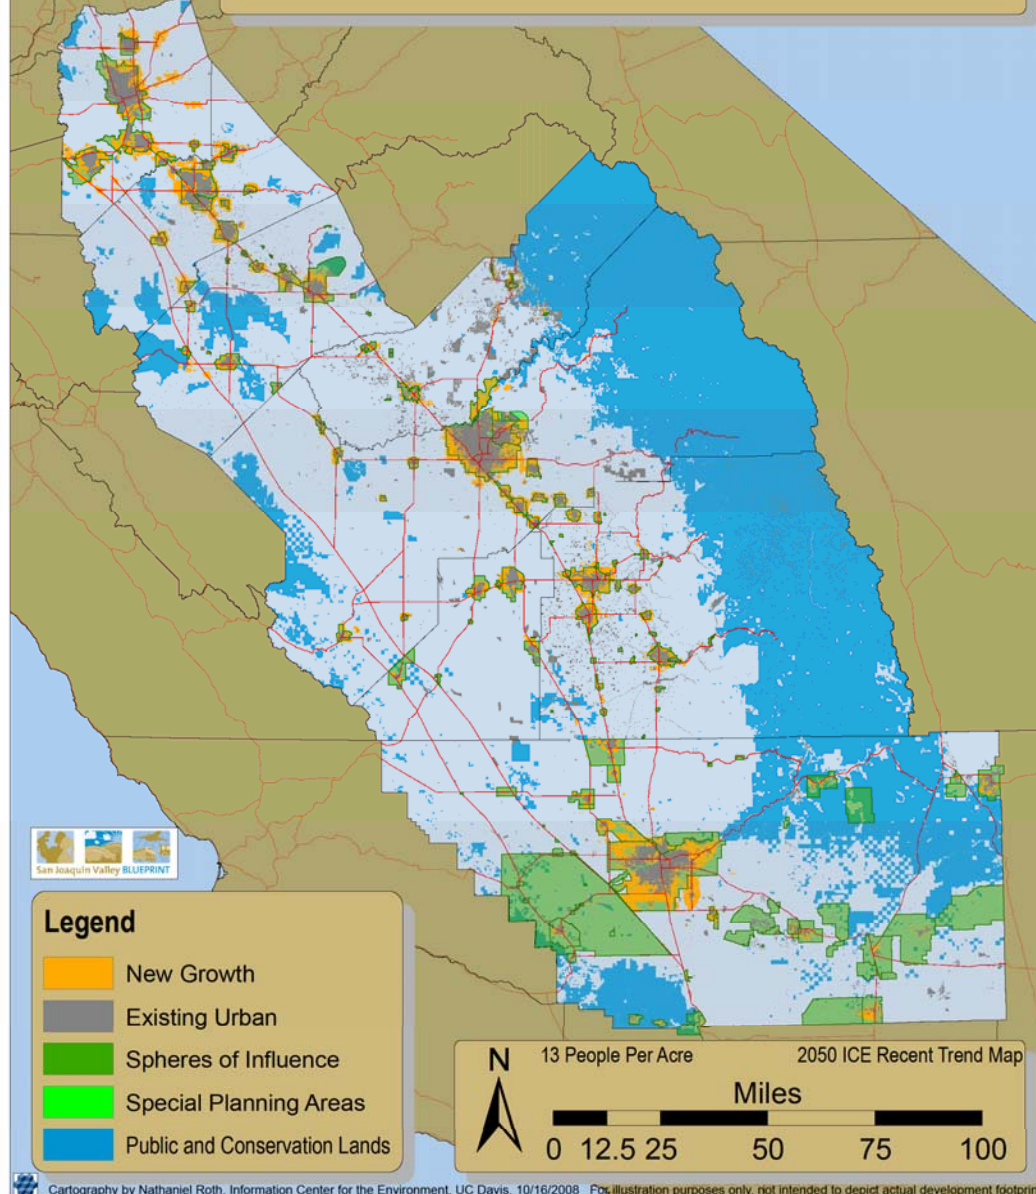 San Joaquin Valley BLUEPRINT
Legend
New Growth
Existing Urban
Spheres of Influence
Special Planning Areas
Public and Conservation Lands
N
13 People Per Acre
2050 ICE Recent Trend Map
Miles
0 12.5 25 50 75 100
Cartography by Nathaniel Roth, Information Center for the Environment, UC Davis. 10/16/2008 For illustration purposes only, not intended to depict actual development